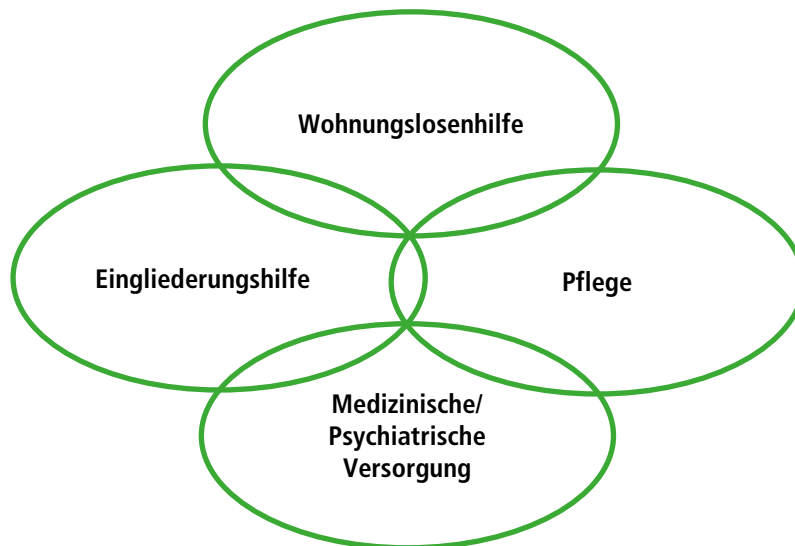 Wohnungslosenhilfe
Eingliederungshilfe
Pflege
Medizinische/
Psychiatrische
Versorgung